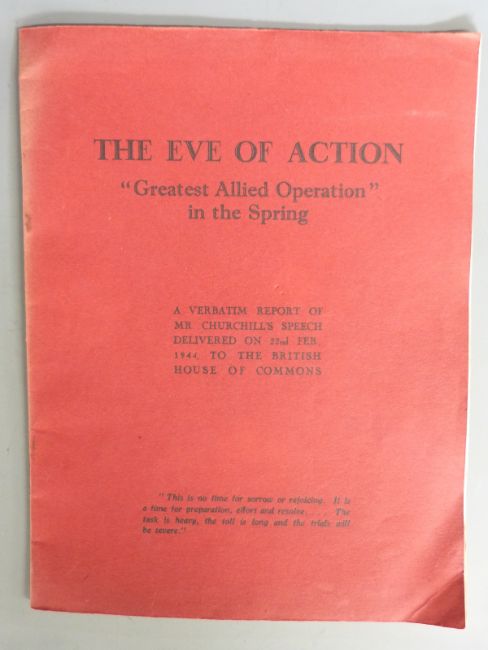 THE EVE OF ACTION
"Greatest Allied Operation"
in the Spring
A VERBATIM REPORT OF
MR. CHURCHILL'S SPEECH
DELIVERED ON 22nd FEB.
1944, TO THE BRITISH
HOUSE OF COMMONS
"This is no time for sorrow or rejoicing. It is
a time for preparation, effort and resolve. . . . The
task is heavy, the toil is long and the trials will
be severe."